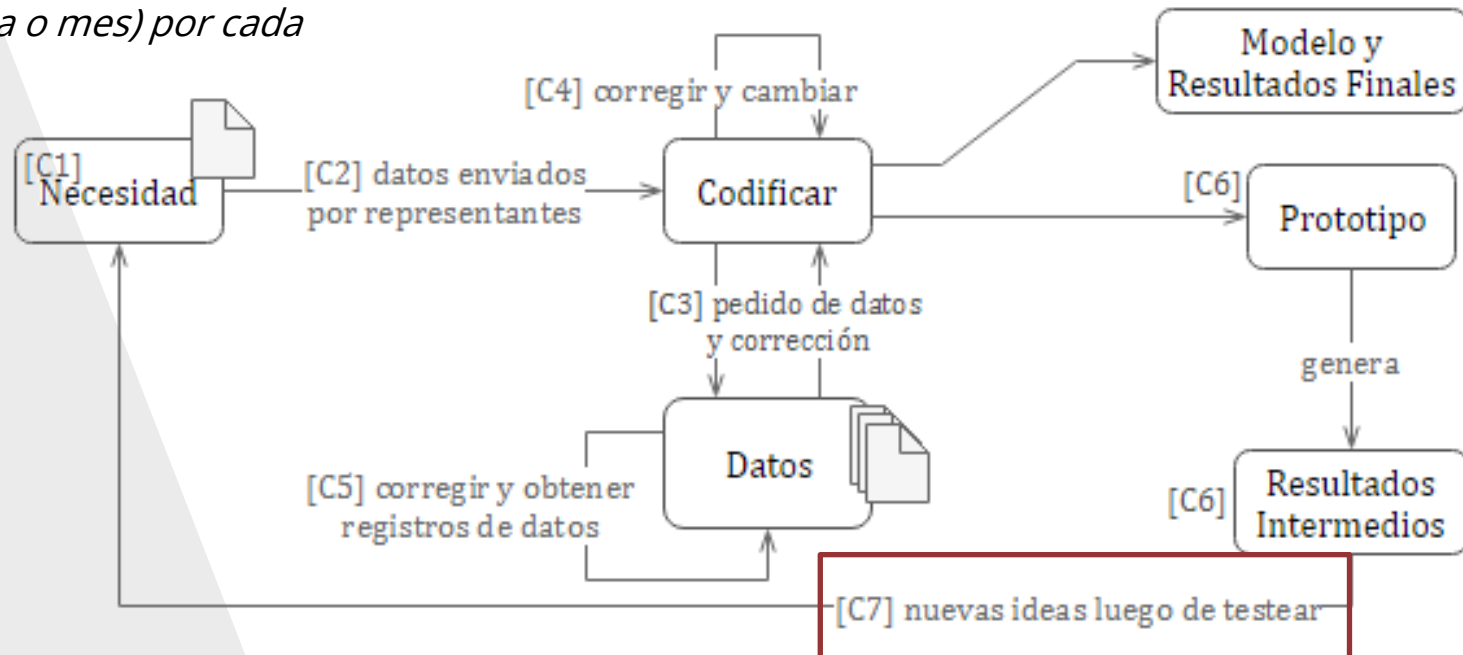 a o mes) por cada
Modelo y
Resultados Finales
[C4] corregir y cambiar
[C1]
Necesidad
[C2] datos enviados
por representantes
Codificar
[C6]
Prototipo
[C3] pedido de datos
y corrección
genera
Datos
[C5] corregir y obtener
registros de datos
[C6]
Resultados
Intermedios
[C7] nuevas ideas luego de testear